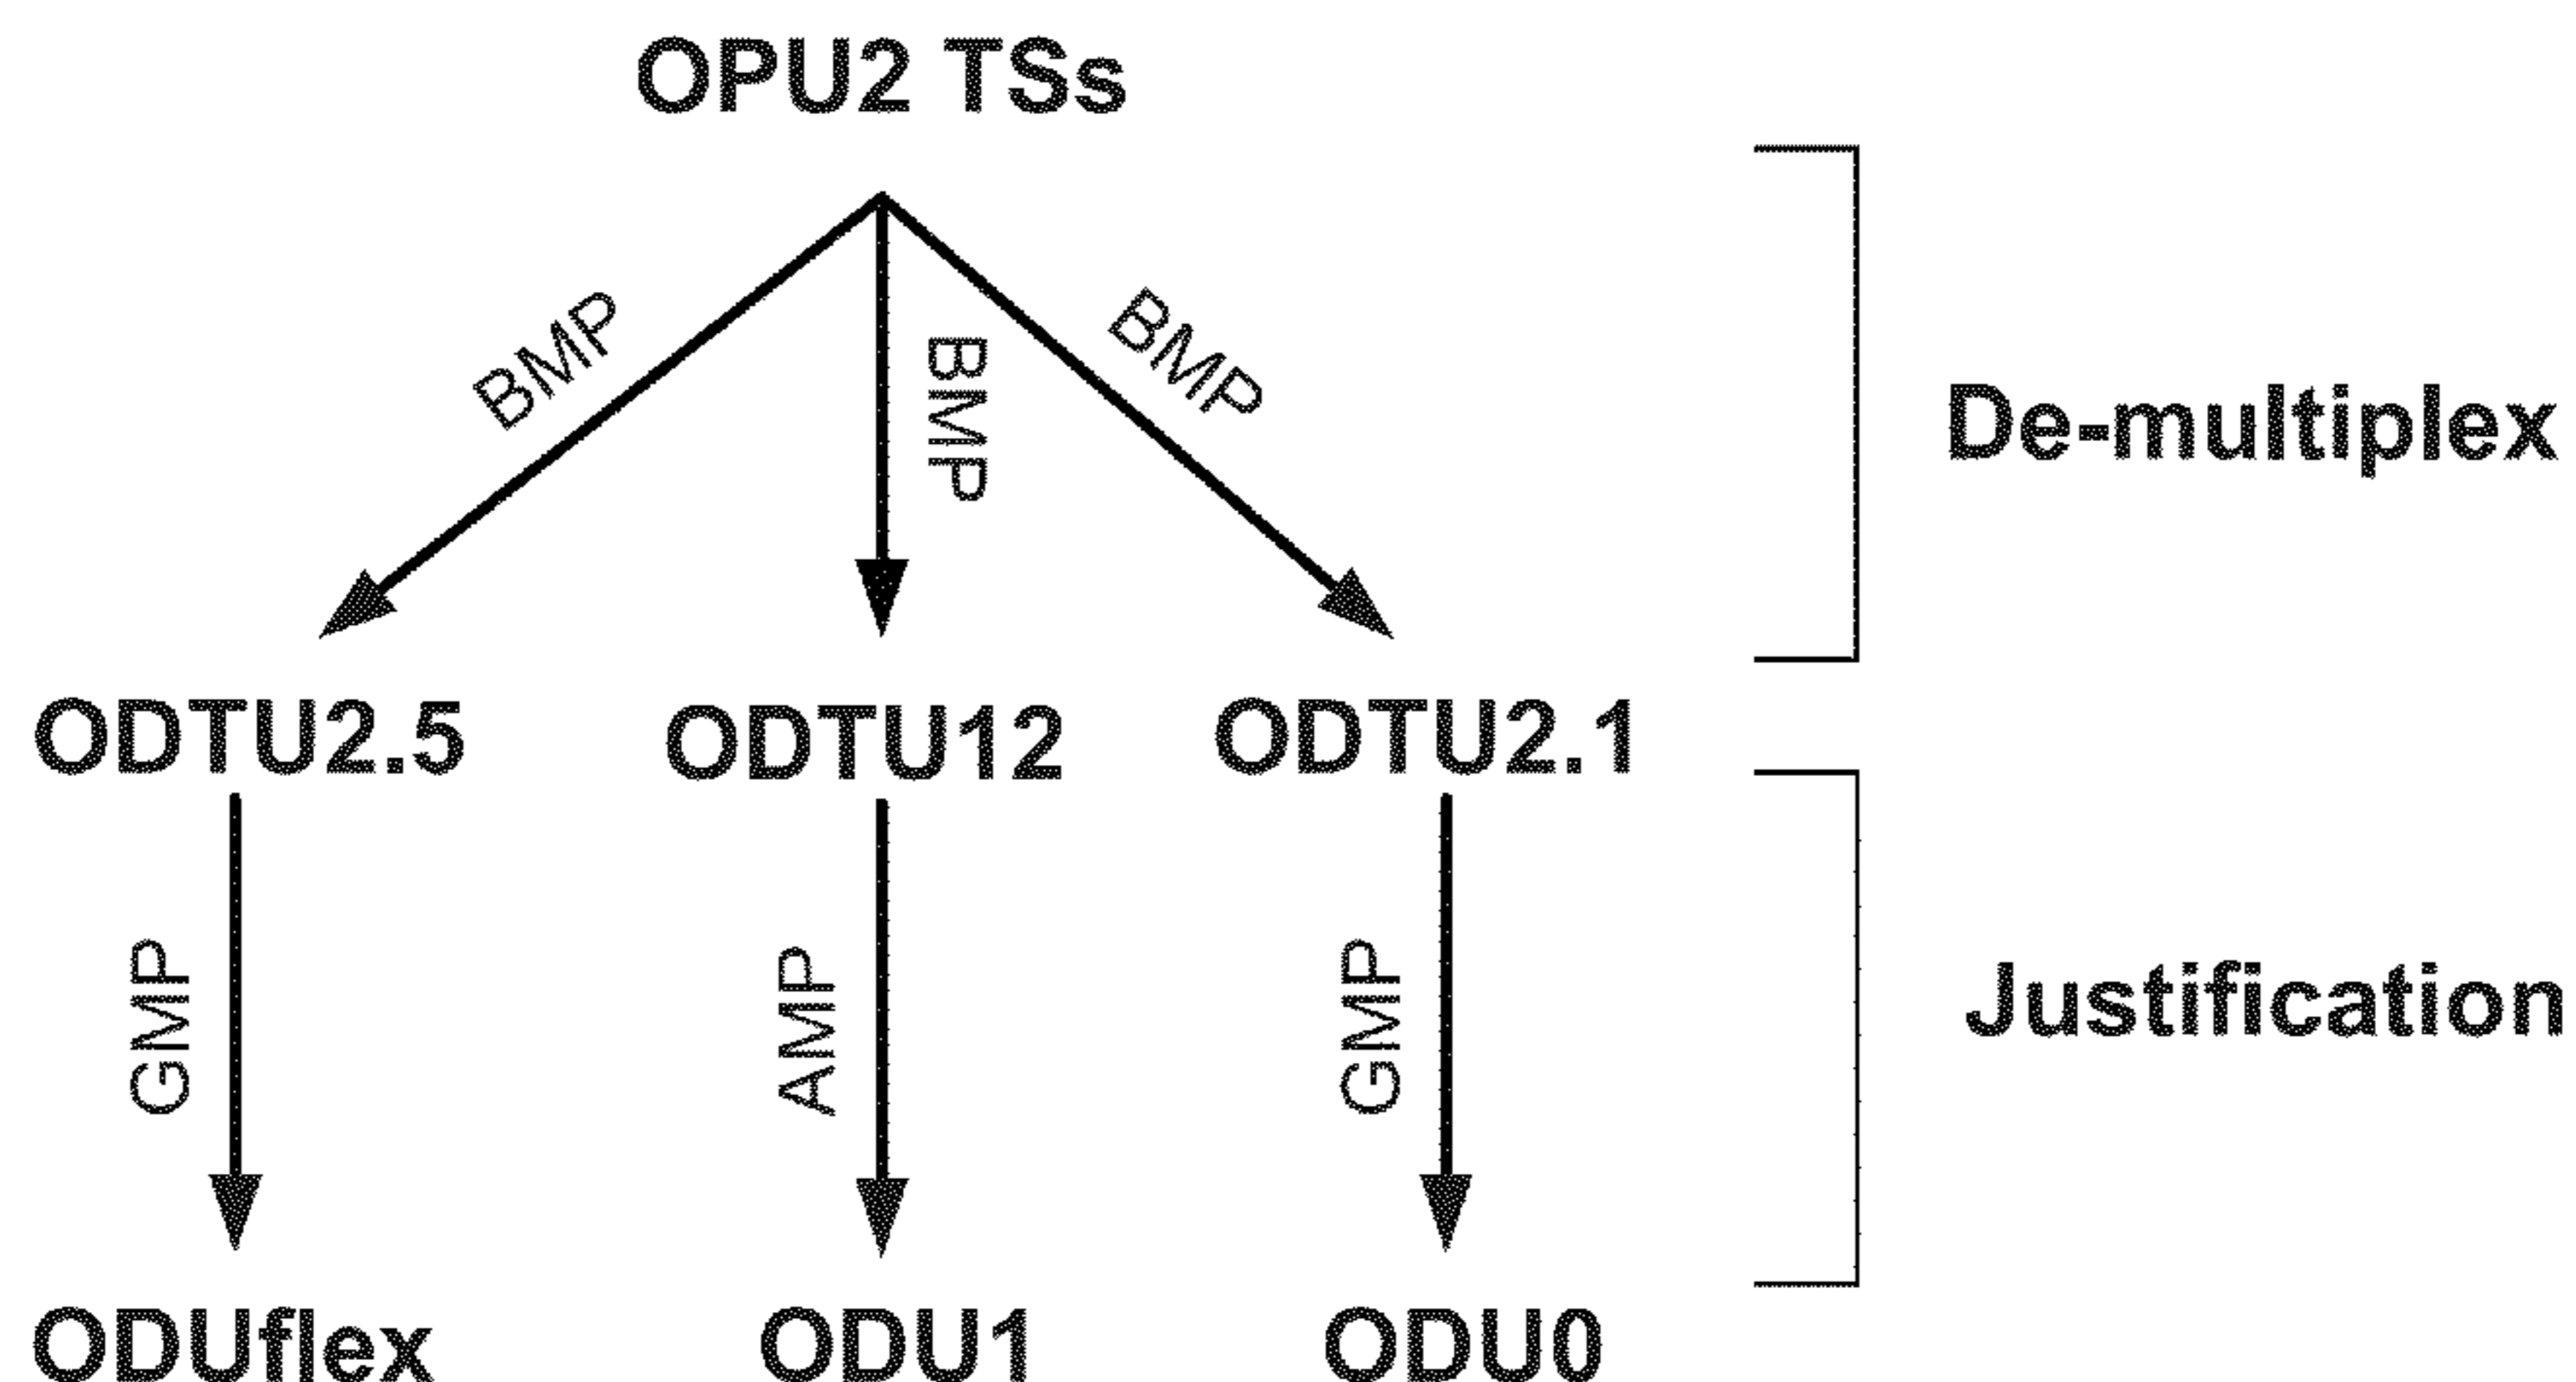 OPU2 TSs
BMP
BMP
BMP
De-multiplex
ODTU2.5
ODTU12
ODTU2.1
GMP
AMP
GMP
Justification
ODUflex
ODU1
ODU0